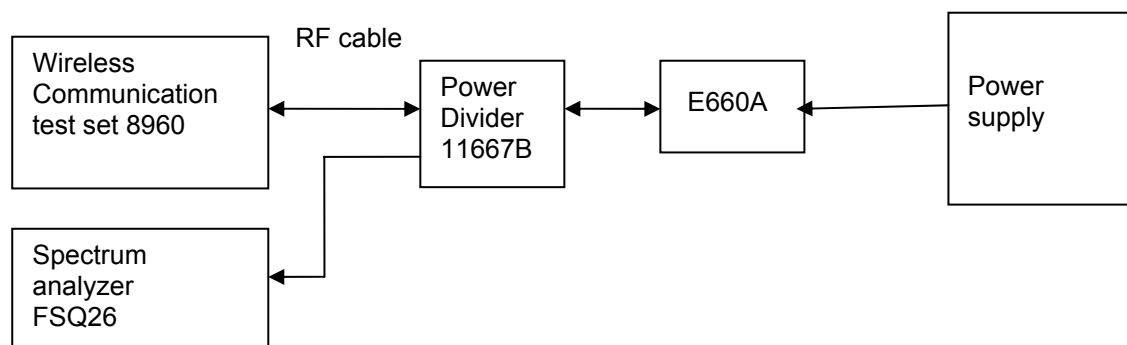 RF cable
Wireless
Communication
test set 8960
Power
Divider
11667B
E660A
Power
supply
Spectrum
analyzer
FSQ26